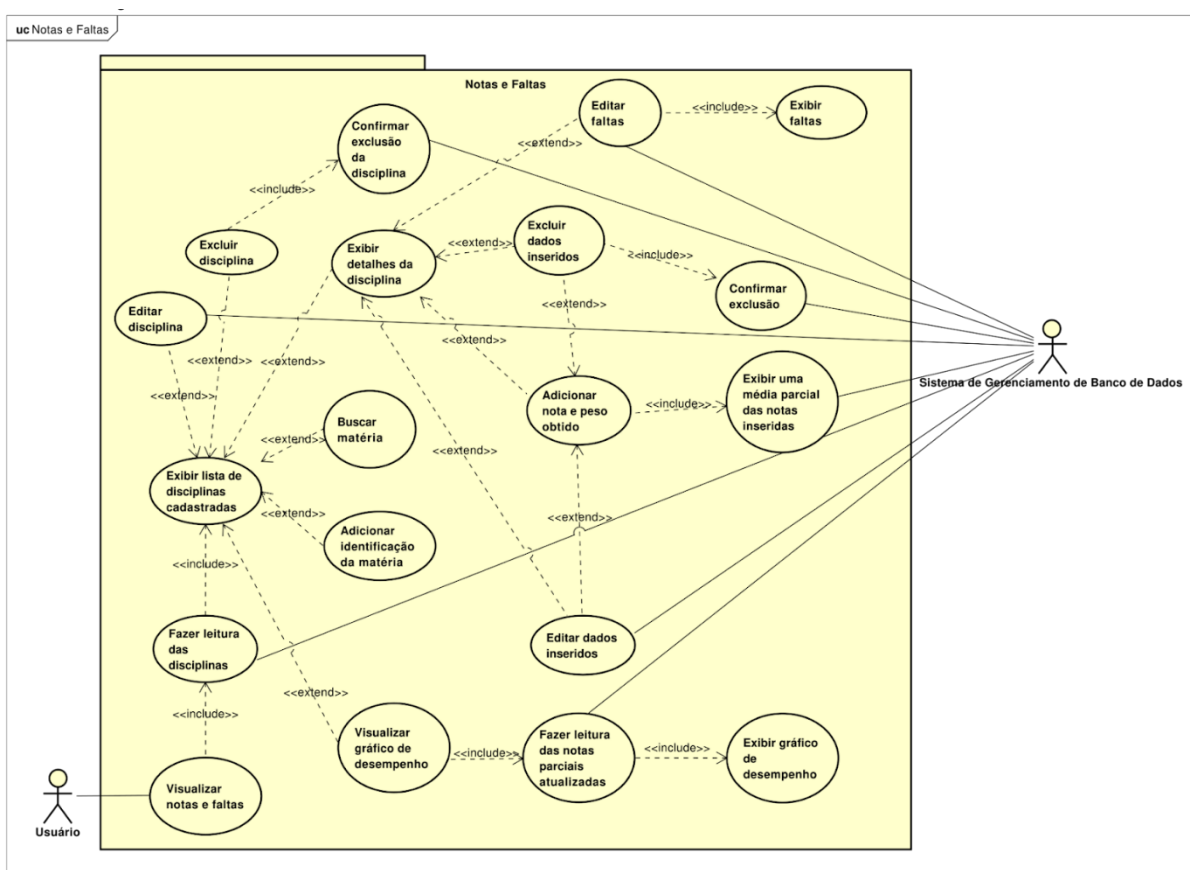 uc Notas e Faltas
Notas e Faltas
Editar
faltas
<<include>>
Exibir
faltas
Confirmar
exclusão
da
disciplina
<<extend>>
<<include>>
Excluir
disciplina
Exibir
detalhes da
disciplina
<<extend>>
Excluir
dados
inseridos
<<include>>
Confirmar
exclusão
Editar
disciplina
<<extend>>
<<extend>>
<<extend>>
<<extend>>
<<extend>>
Adicionar
nota e peso
obtido
<<include>>
Exibir uma
média parcial
das notas
inseridas
Sistema de Gerenciamento de Banco de Dados
Buscar
matéria
<<extend>>
<<extend>>
Exibir lista de
disciplinas
cadastradas
<<extend>>
Adicionar
identificação
da matéria
<<extend>>
<<include>>
Fazer leitura
das
disciplinas
Editar dados
inseridos
<<extend>>
<<include>>
Visualizar
gráfico de
desempenho
<<include>>
Fazer leitura
das notas
parciais
atualizadas
<<include>>
Exibir gráfico
de
desempenho
Visualizar
notas e faltas
Usuário